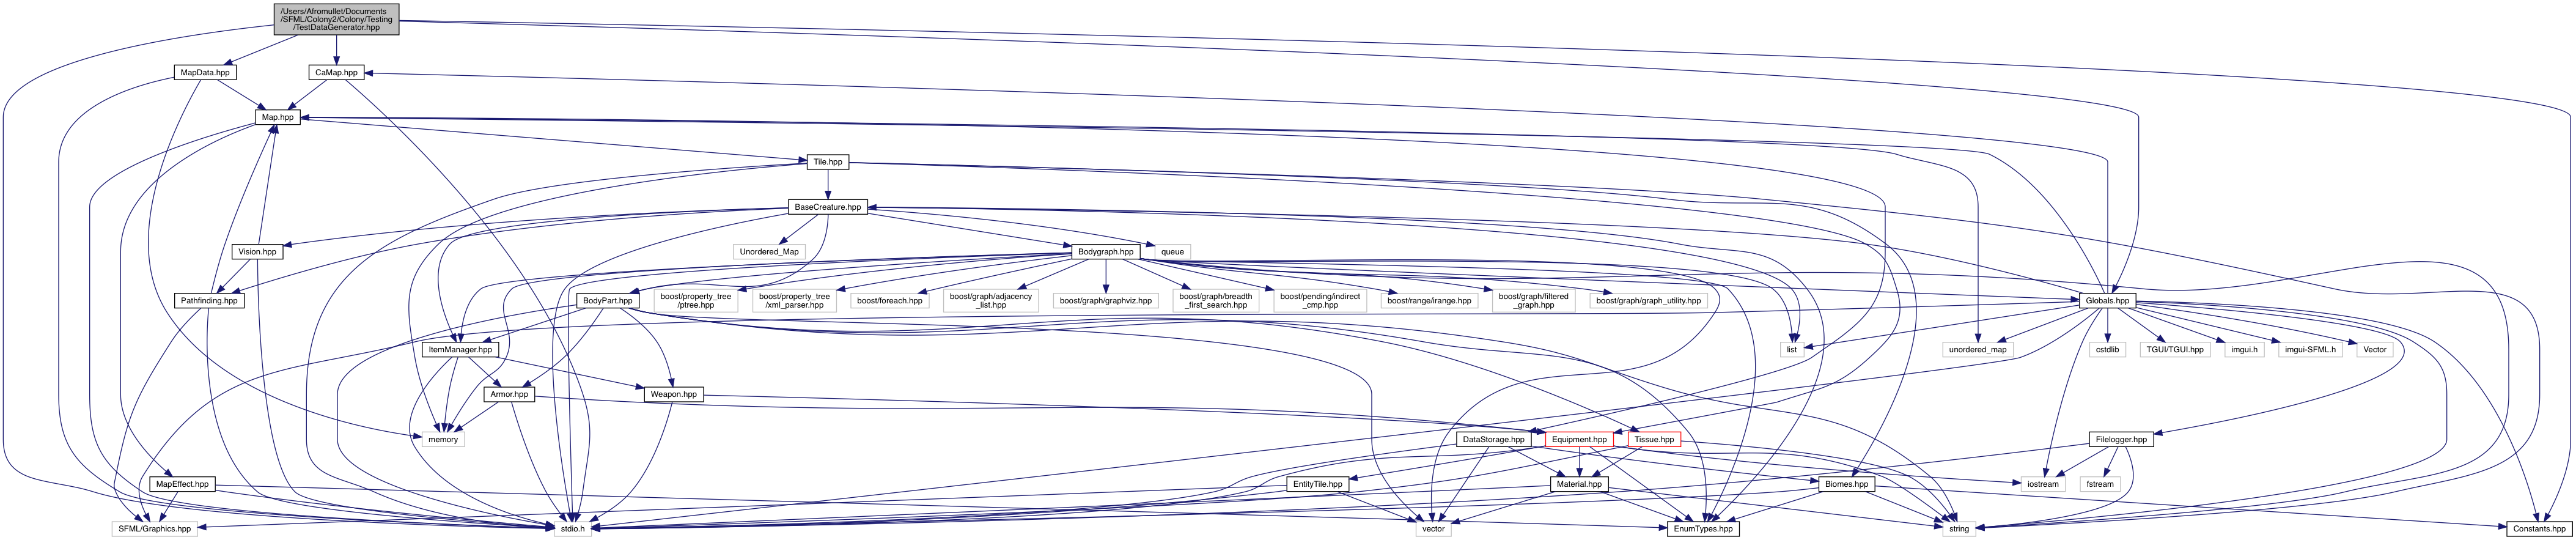 /Users/Afromullet/Documents
/SFML/Colony2/Colony/Testing
/TestDataGenerator.hpp
MapData.hpp
CaMap.hpp
Map.hpp
Tile.hpp
BaseCreature.hpp
Vision.hpp
Unordered_Map
Bodygraph.hpp
queue
Pathfinding.hpp
BodyPart.hpp
boost/property_tree
/ptree.hpp
boost/property_tree
/xml_parser.hpp
boost/foreach.hpp
boost/graph/adjacency
_list.hpp
boost/graph/graphviz.hpp
boost/graph/breadth
_first_search.hpp
boost/pending/indirect
_cmp.hpp
boost/range/irange.hpp
boost/graph/filtered
_graph.hpp
boost/graph/graph_utility.hpp
Globals.hpp
ItemManager.hpp
list
unordered_map
cstdlib
TGUI/TGUI.hpp
imgui.h
imgui-SFML.h
Vector
Armor.hpp
Weapon.hpp
memory
DataStorage.hpp
Equipment.hpp
Tissue.hpp
Filelogger.hpp
MapEffect.hpp
EntityTile.hpp
Material.hpp
Biomes.hpp
iostream
fstream
SFML/Graphics.hpp
stdio.h
vector
EnumTypes.hpp
string
Constants.hpp